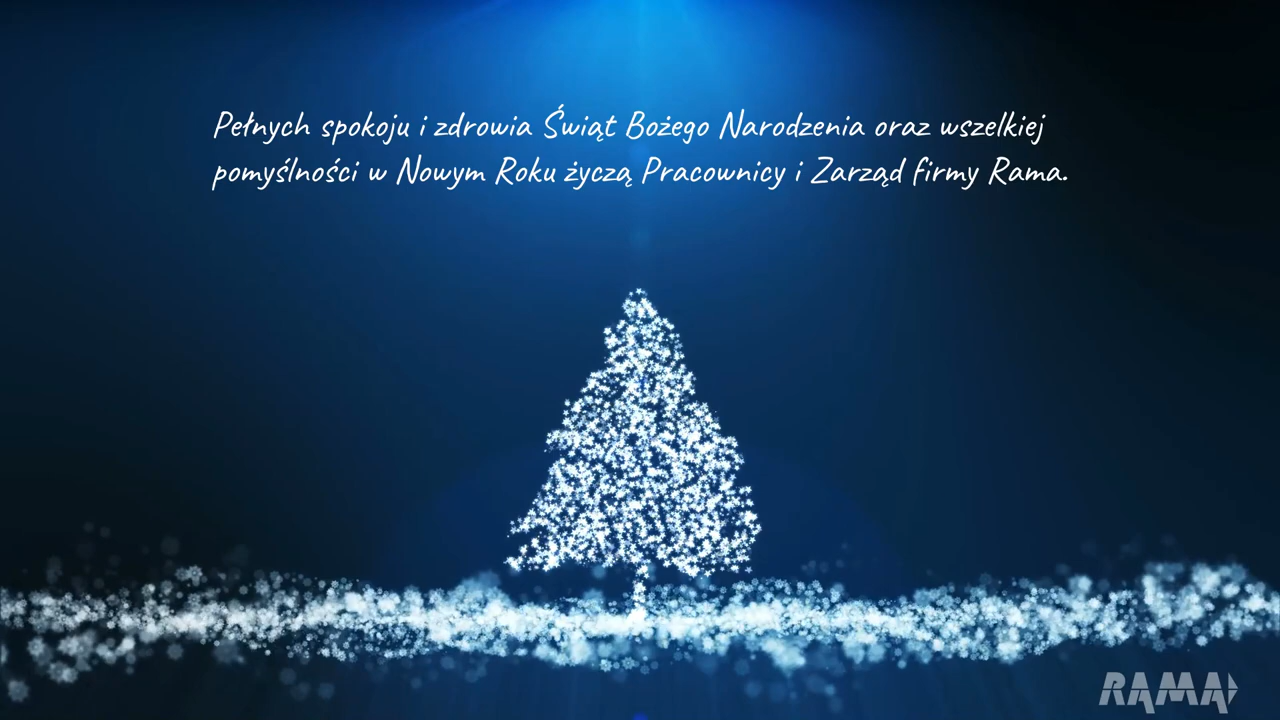 Pełnych spokoju i zdrowia Świąt Bożego Narodzenia oraz wszelkiej
pomyślności w Nowym Roku życzą Pracownicy i Zarząd firmy Rama.
RAMA